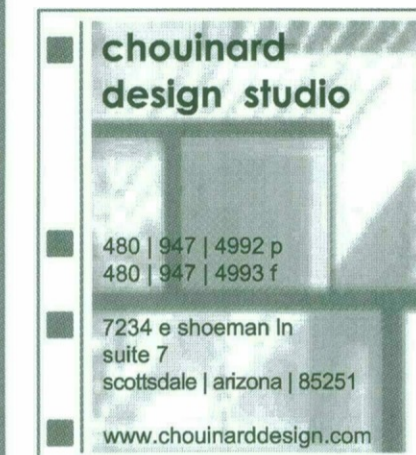 chouinard
design studio
480 | 947 | 4992 p
480 | 947 | 4993 f
7234 e shoeman ln
suite 7
scottsdale | arizona | 85251
www.chouinarddesign.com